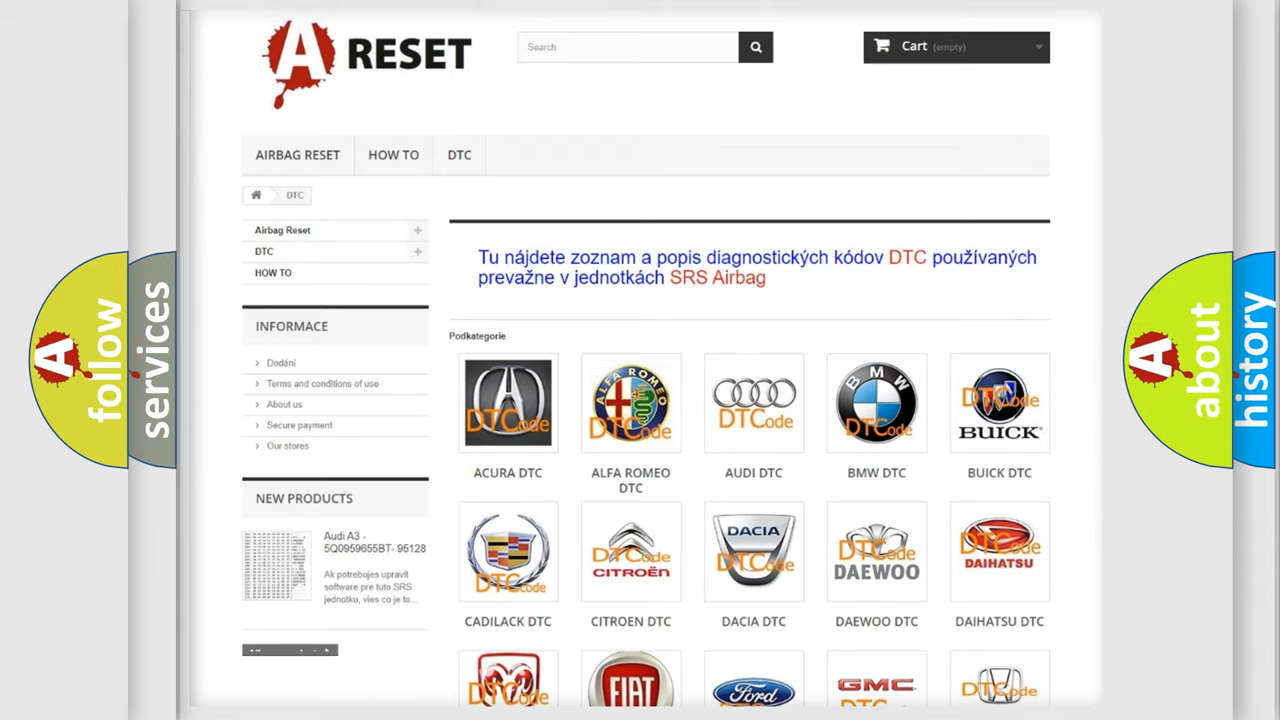 A RESET
Search
Cart (empty)
AIRBAG RESET
HOW TO
DTC
DTC
Airbag Reset
DTC
HOW TO
Tu nájdete zoznam a popis diagnostických kódov DTC používaných
prevažne v jednotkách SRS Airbag
INFORMACE
Dodání
Terms and conditions of use
About us
Secure payment
Our stores
NEW PRODUCTS
Audi A3 -
5Q0959655BT- 95128
Ak potrebujes upravit
software pre tuto SRS
jednotku, vies co je to...
Podkategorie
DTCode
ALFA ROMEO
DTCode
DTCode
BMW
DTCode
DTCode
BUICK
ACURA DTC
ALFA ROMEO
DTC
AUDI DTC
BMW DTC
BUICK DTC
DTCode
DTCode
CITROËN
DACIA
DTCode
DTCode
DAEWOO
DTCode
DAIHATSU
CADILACK DTC
CITROEN DTC
DACIA DTC
DAEWOO DTC
DAIHATSU DTC
DTCode
FIAT
Ford
GMC
DTCode
A follow
services
A about
history